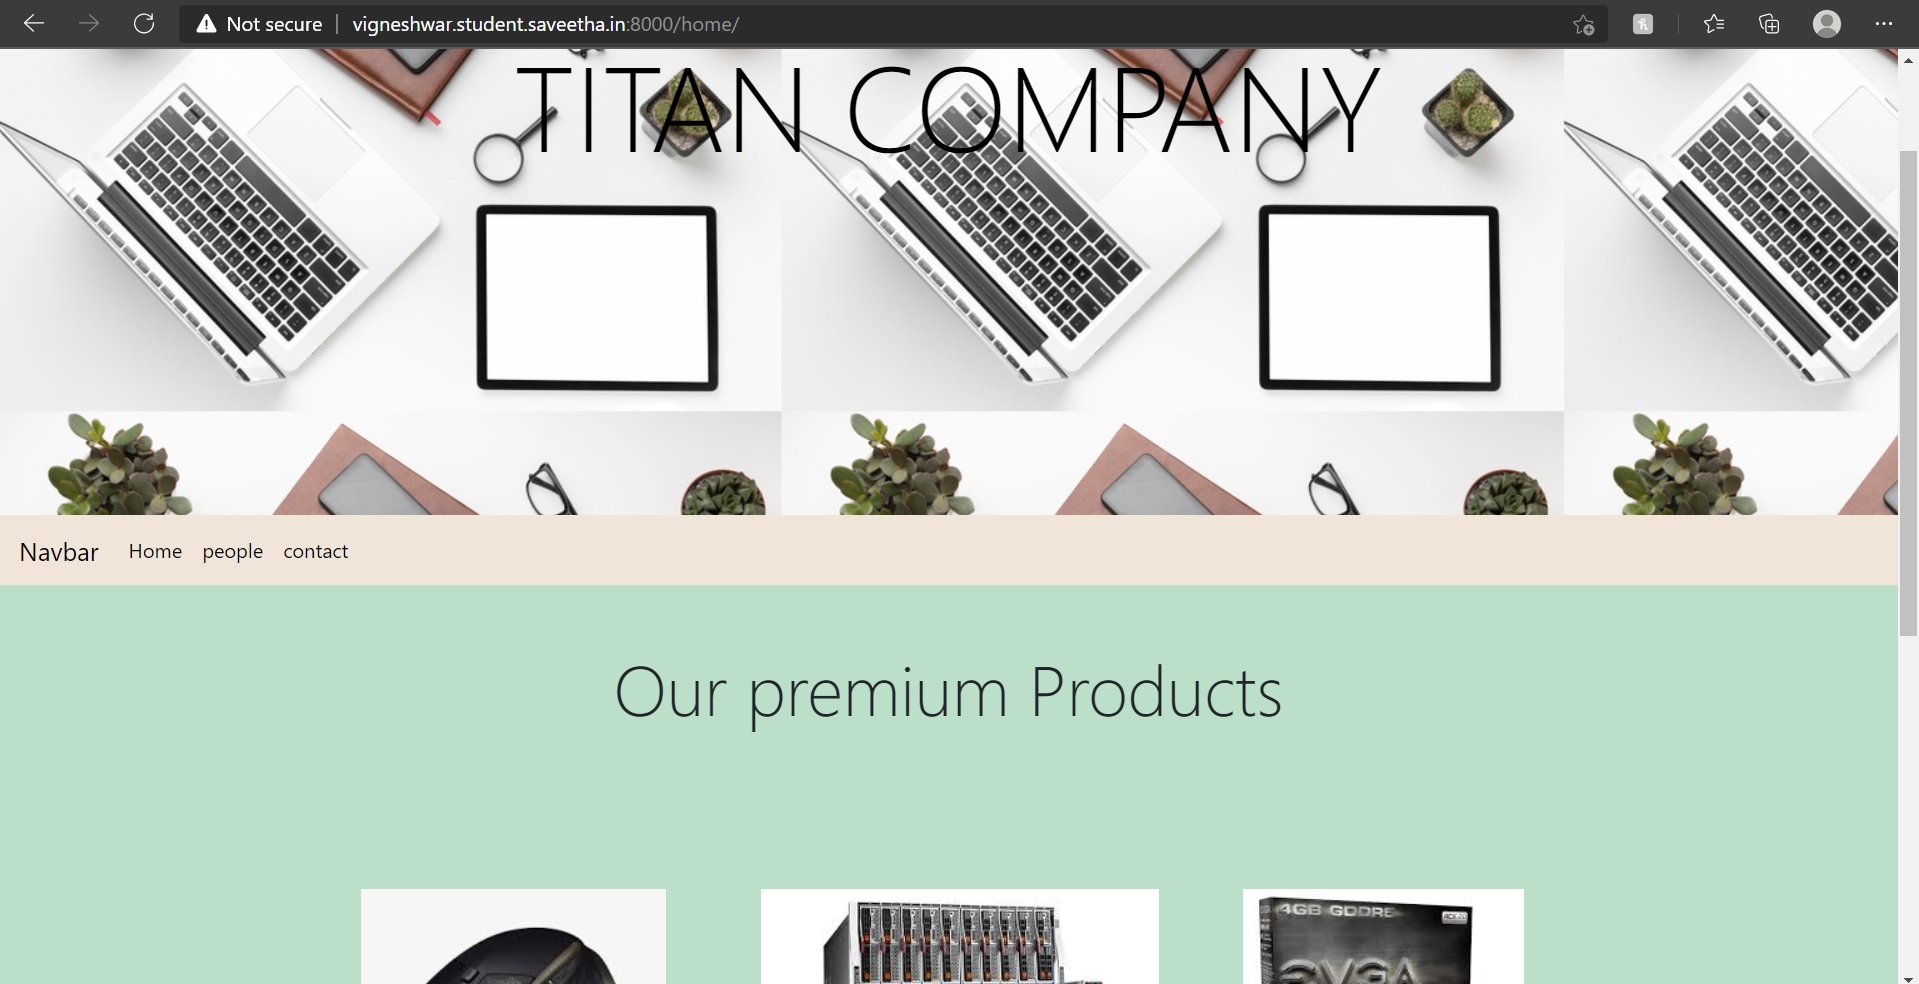 Not secure | vigneshwar.student.saveetha.in:8000/home/
TITAN COMPANY
Navbar Home people contact
Our premium Products
4GB GDDR5
EVGA